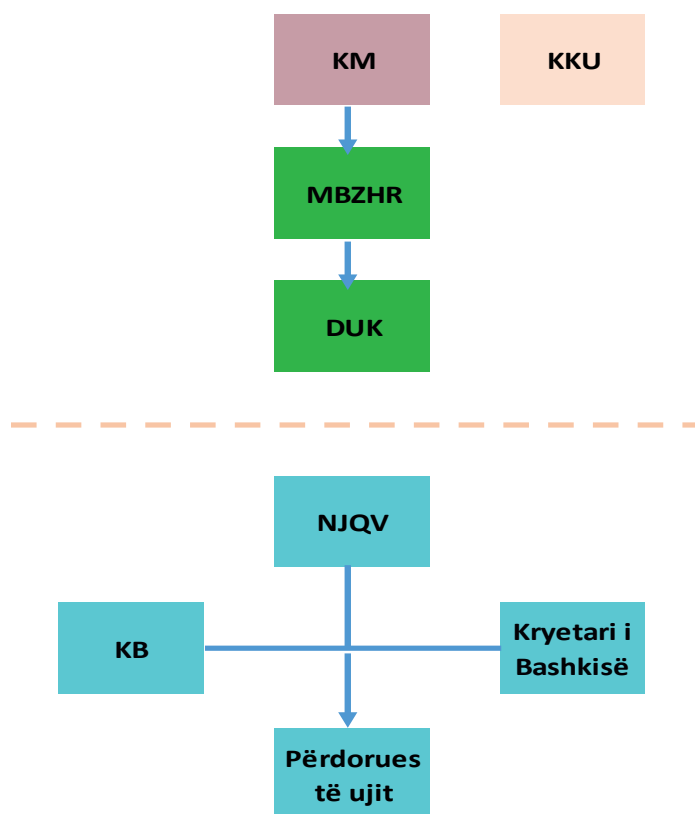 KM
KKU
MBZHR
DUK
NJQV
KB
Kryetari i
Bashkisë
Përdorues
të ujit